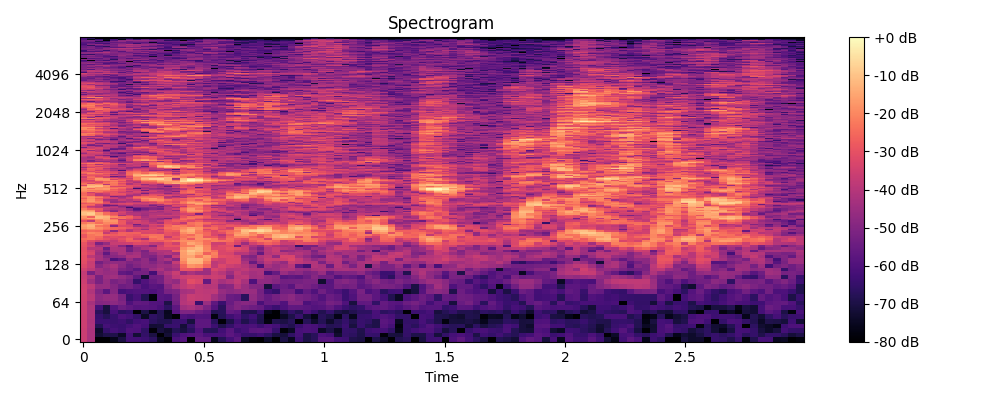 Spectrogram
Hz
4096
2048
1024
512
256
128
64
0
0
0.5
1
1.5
2
2.5
Time
+0 dB
-10 dB
-20 dB
-30 dB
-40 dB
-50 dB
-60 dB
-70 dB
-80 dB